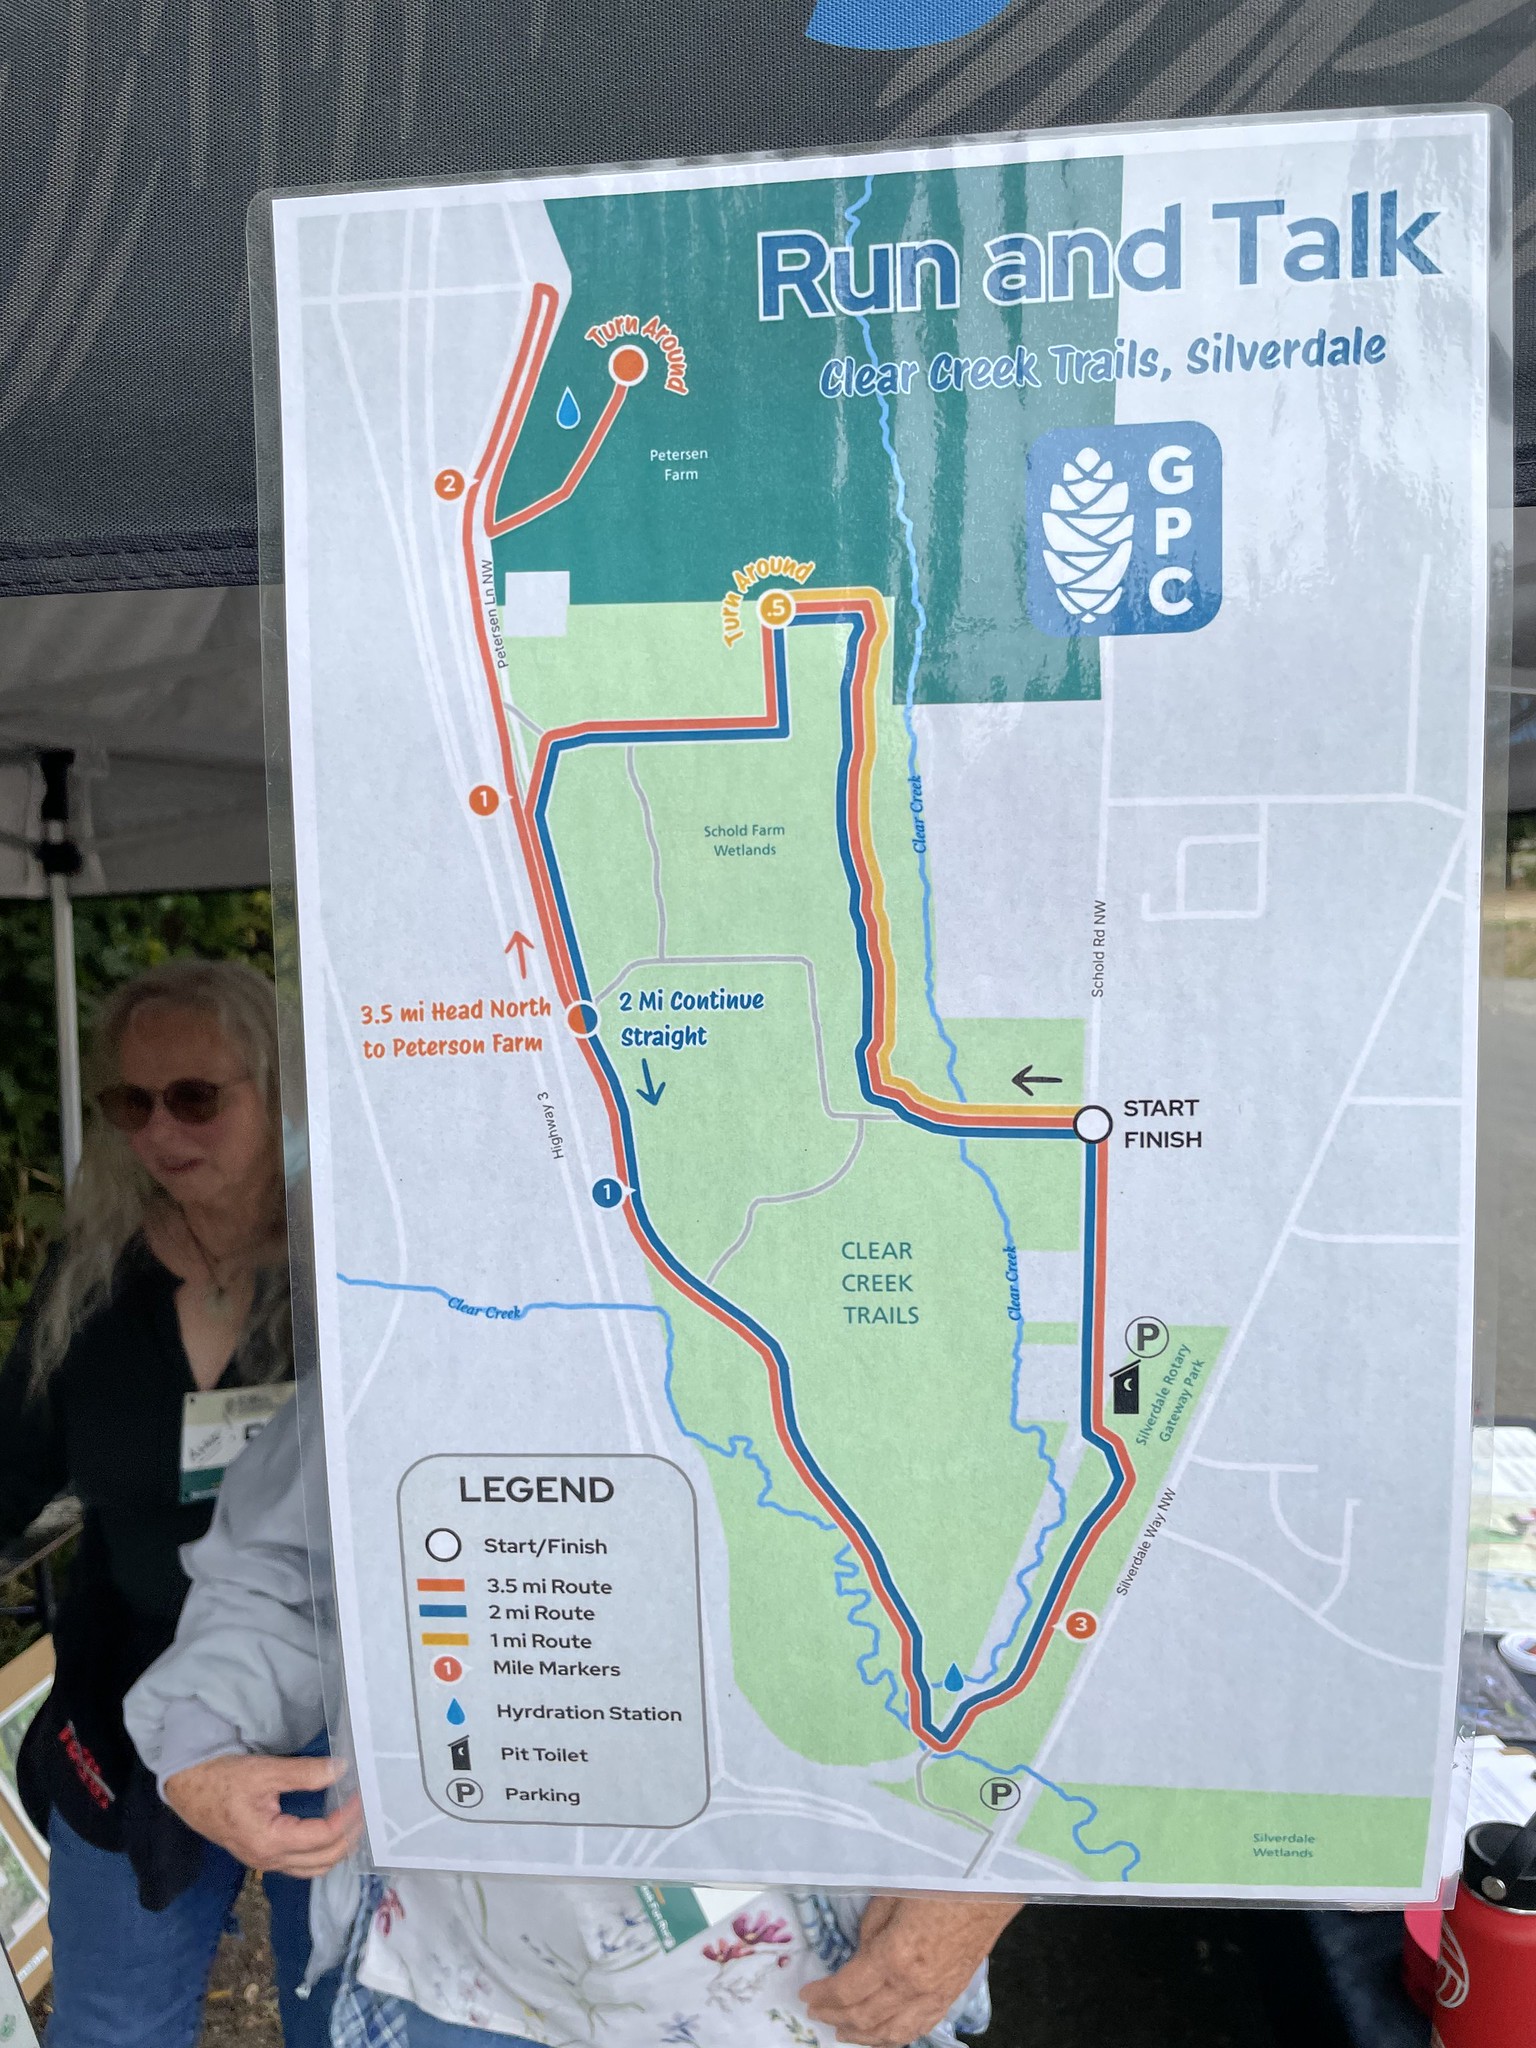 Run and Talk
Clear Creek Trails, Silverdale
G
P
C
Turn Around
Petersen
Farm
2
Turn Around
.5
Petersen Ln NW
1
Schold Farm
Wetlands
Clear Creek
Schold Rd NW
3.5 mi Head North
to Peterson Farm
2 Mi Continue
Straight
START
FINISH
Highway 3
1
CLEAR
CREEK
TRAILS
Clear Creek
Clear Creek
P
Silverdale Rotary
Gateway Park
Silverdale Way NW
3
P
Silverdale
Wetlands
LEGEND
Start/Finish
3.5 mi Route
2 mi Route
1 mi Route
1 Mile Markers
Hyrdration Station
Pit Toilet
P Parking